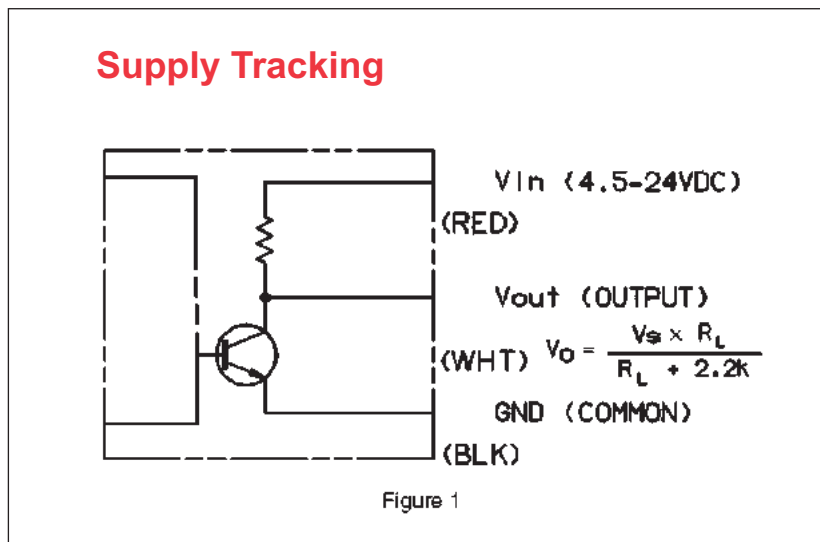 Supply Tracking
VIn (4.5-24VDC)
(RED)
Vout (OUTPUT)
(WHT) Vo = Vs × RL / RL + 2.2k
GND (COMMON)
(BLK)
Figure 1